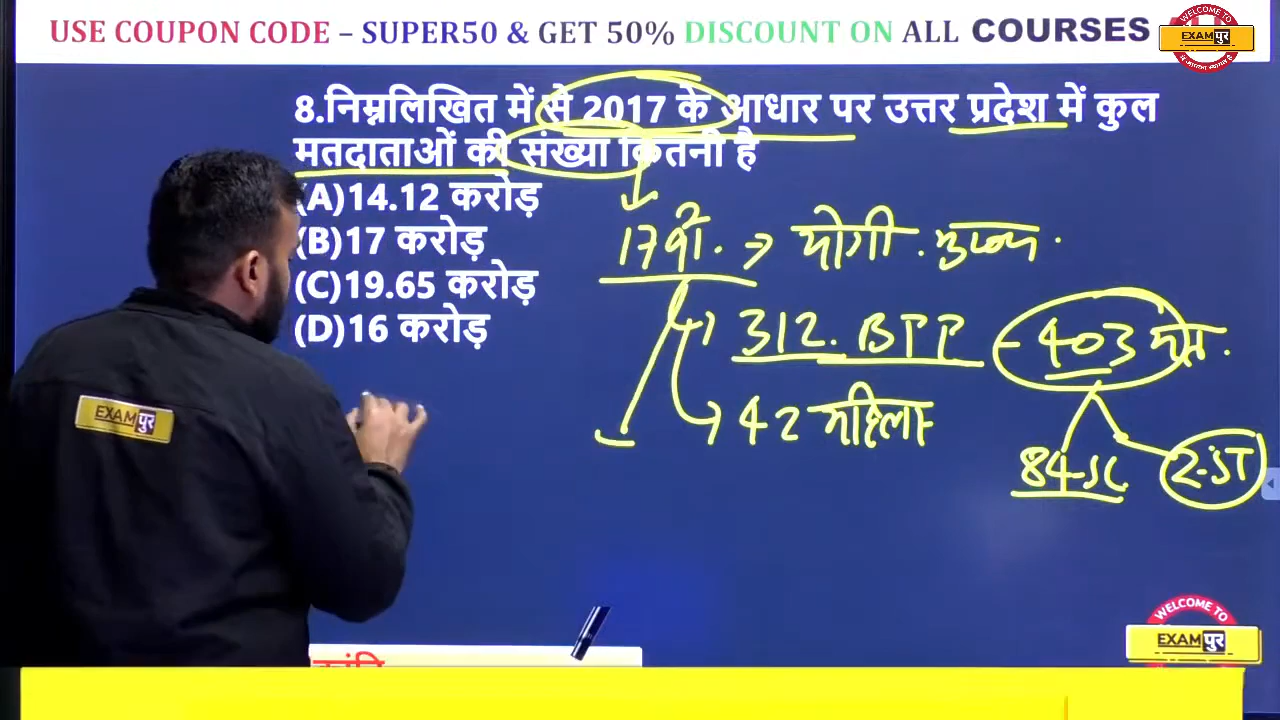 USE COUPON CODE – SUPER50 & GET 50% DISCOUNT ON ALL COURSES
WELCOME TO
EXAMपुर
8.निम्नलिखित में से 2017 के आधार पर उत्तर प्रदेश में कुल
मतदाताओं की संख्या कितनी है
(A)14.12 करोड़
(B)17 करोड़
(C)19.65 करोड़
(D)16 करोड़
17वीं. → योगी.
312. BJP - 403
42 महिला
84-SC 2-ST
EXAMपुर
WELCOME TO
EXAMपुर